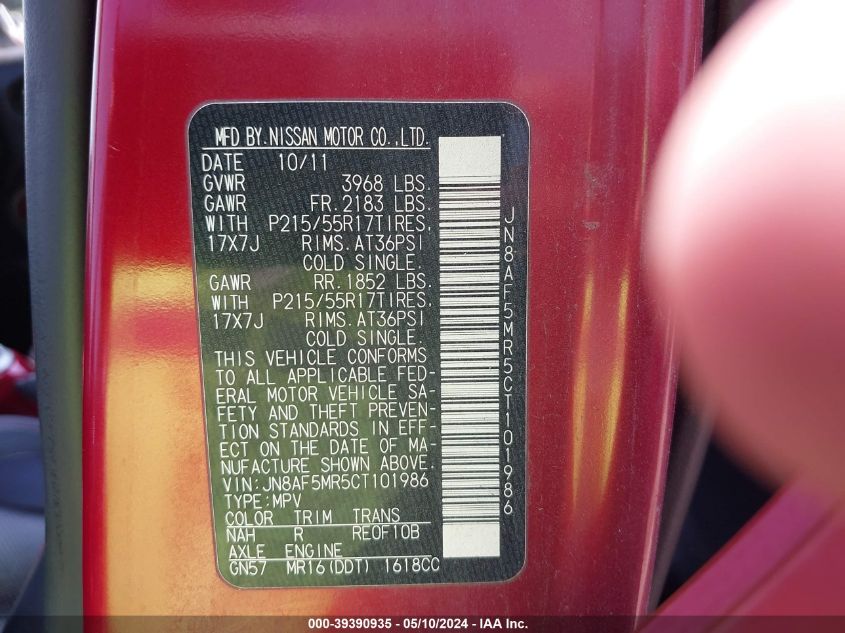 MFD BY.NISSAN MOTOR CO.,LTD.
DATE 10/11
GVWR 3968 LBS.
GAWR FR.2183 LBS.
WITH P215/55R17TIRES,
17X7J RIMS.AT36PSI
COLD SINGLE.
GAWR RR.1852 LBS.
WITH P215/55R17TIRES,
17X7J RIMS.AT36PSI
COLD SINGLE.
THIS VEHICLE CONFORMS
TO ALL APPLICABLE FED-
ERAL MOTOR VEHICLE SA-
FETY AND THEFT PREVEN-
TION STANDARDS IN EFF-
ECT ON THE DATE OF MA-
NUFACTURE SHOWN ABOVE.
VIN:JN8AF5MR5CT101986
TYPE:MPV
COLOR TRIM TRANS
NAH R RE0F10B
AXLE ENGINE
GN57 MR16(DDT) 1618CC
JN8AF5MR5CT101986
000-39390935 - 05/10/2024 - IAA Inc.